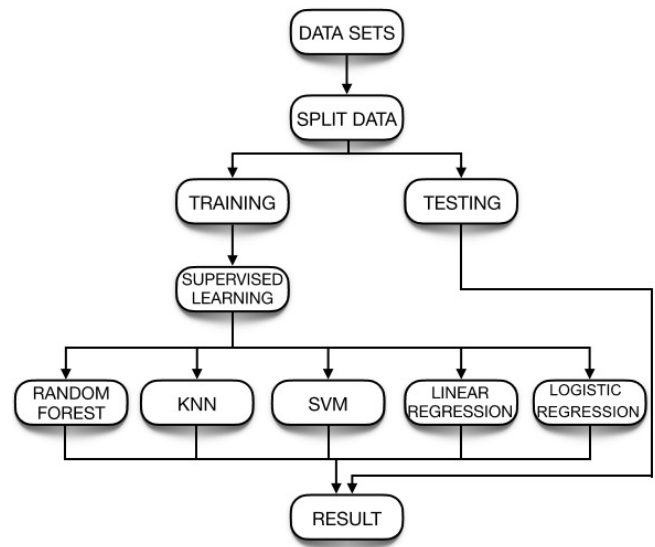 DATA SETS
SPLIT DATA
TRAINING
TESTING
SUPERVISED
LEARNING
RANDOM
FOREST
KNN
SVM
LINEAR
REGRESSION
LOGISTIC
REGRESSION
RESULT